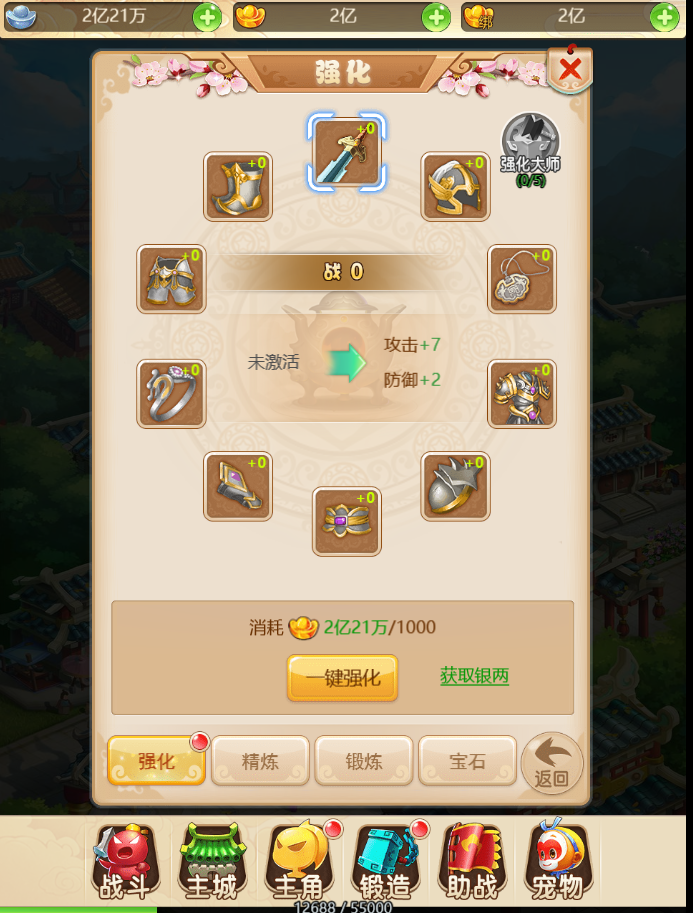 2亿21万
2亿
绑
2亿
强化
+0
+0
+0
强化大师
(0/5)
+0
+0
战 0
未激活
攻击+7
防御+2
+0
+0
+0
+0
+0
消耗 2亿21万/1000
一键强化
获取银两
强化
精炼
锻炼
宝石
返回
战斗
主城
主角
锻造
助战
宠物
12688 / 55000